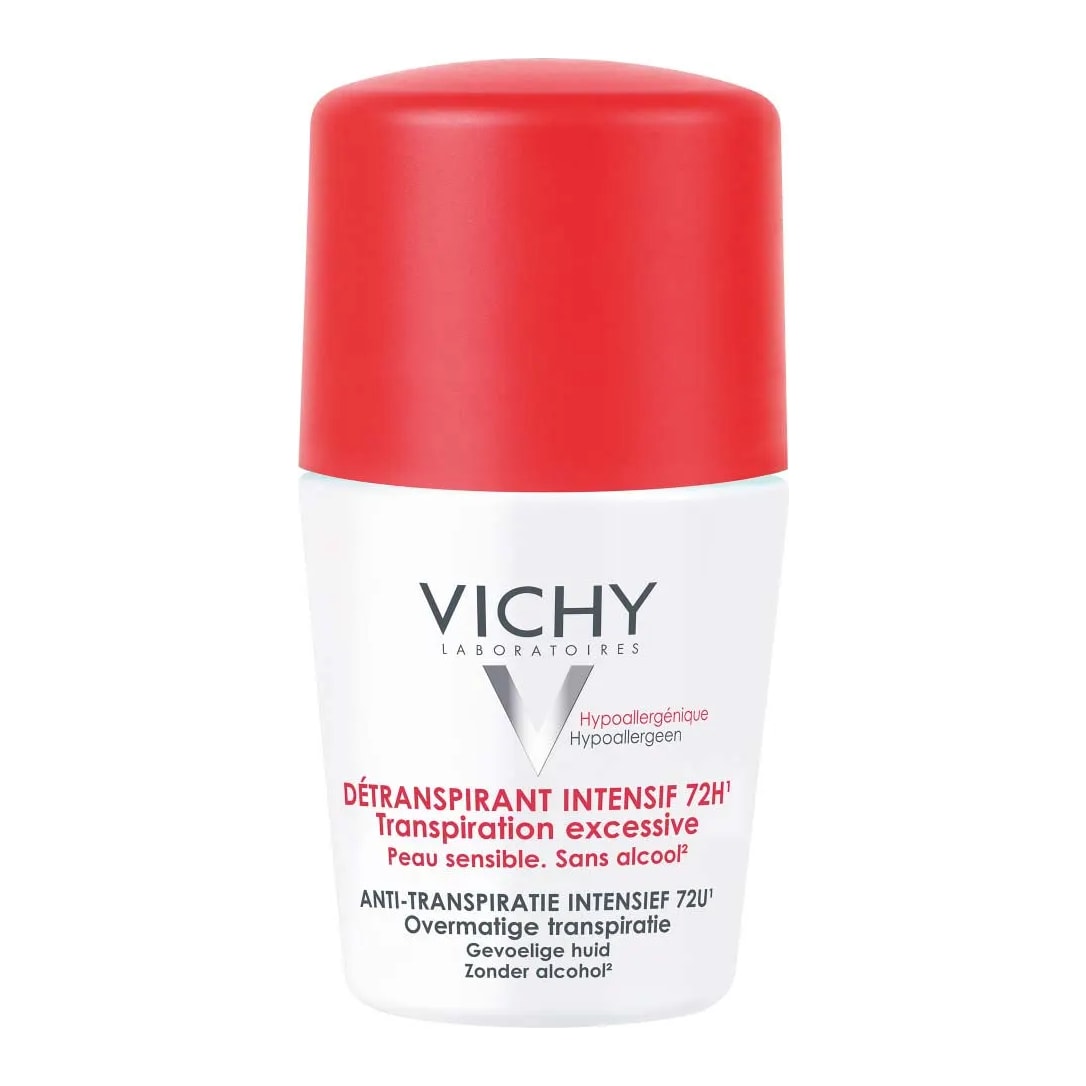 VICHY
LABORATOIRES
Hypoallergénique
Hypoallergeen
DÉTRANSPIRANT INTENSIF 72H¹
Transpiration excessive
Peau sensible. Sans alcool²
ANTI-TRANSPIRATIE INTENSIEF 72U¹
Overmatige transpiratie
Gevoelige huid
Zonder alcohol²